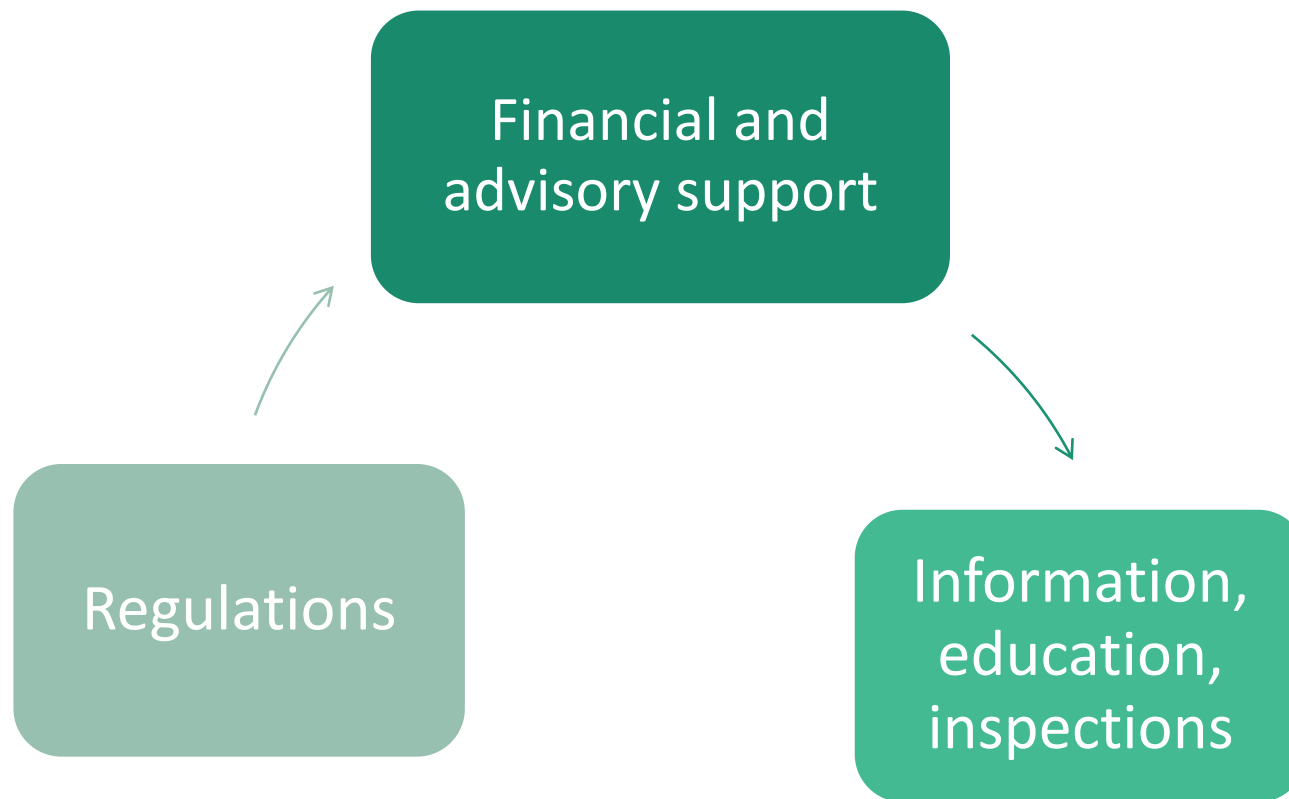 Financial and
advisory support
Regulations
Information,
education,
inspections